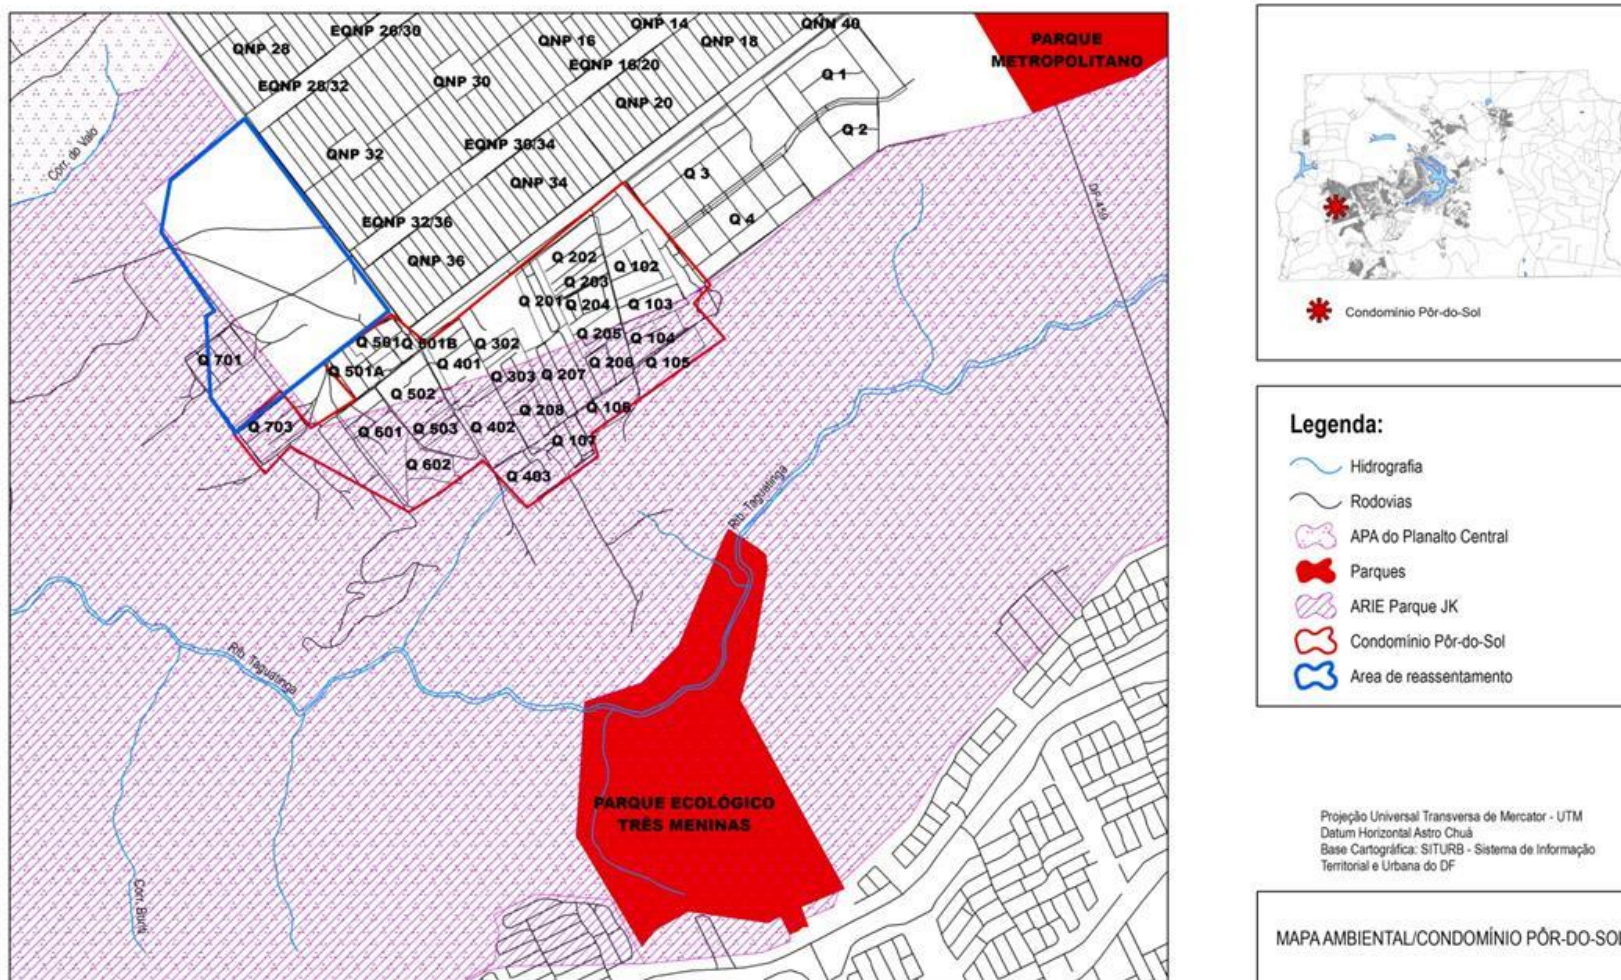 QNP 28
EQNP 26/30
QNP 16
QNP 14
QNP 18
QNN 40
PARQUE
METROPOLITANO
EQNP 28/32
QNP 30
EQNP 16/20
Q 1
QNP 20
Q 2
Corr. do Valo
QNP 32
EQNP 30/34
QNP 34
Q 3
DF-459
EQNP 32/36
Q 4
QNP 36
Q 202
Q 102
Q 203
Q 201
Q 204
Q 103
Q 205
Q 104
Q 501
Q 501B
Q 302
Q 701
Q 501A
Q 401
Q 206
Q 105
Q 303
Q 207
Q 502
Q 208
Q 106
Q 703
Q 601
Q 503
Q 402
Q 107
Q 602
Q 403
Rib. Taguatinga
Rib. Taguatinga
PARQUE ECOLÓGICO
TRÊS MENINAS
Corr. Buriti
Condomínio Pôr-do-Sol
Legenda:
Hidrografia
Rodovias
APA do Planalto Central
Parques
ARIE Parque JK
Condomínio Pôr-do-Sol
Area de reassentamento
Projeção Universal Transversa de Mercator - UTM
Datum Horizontal Astro Chuá
Base Cartográfica: SITURB - Sistema de Informação
Territorial e Urbana do DF
MAPA AMBIENTAL/CONDOMÍNIO PÔR-DO-SOL